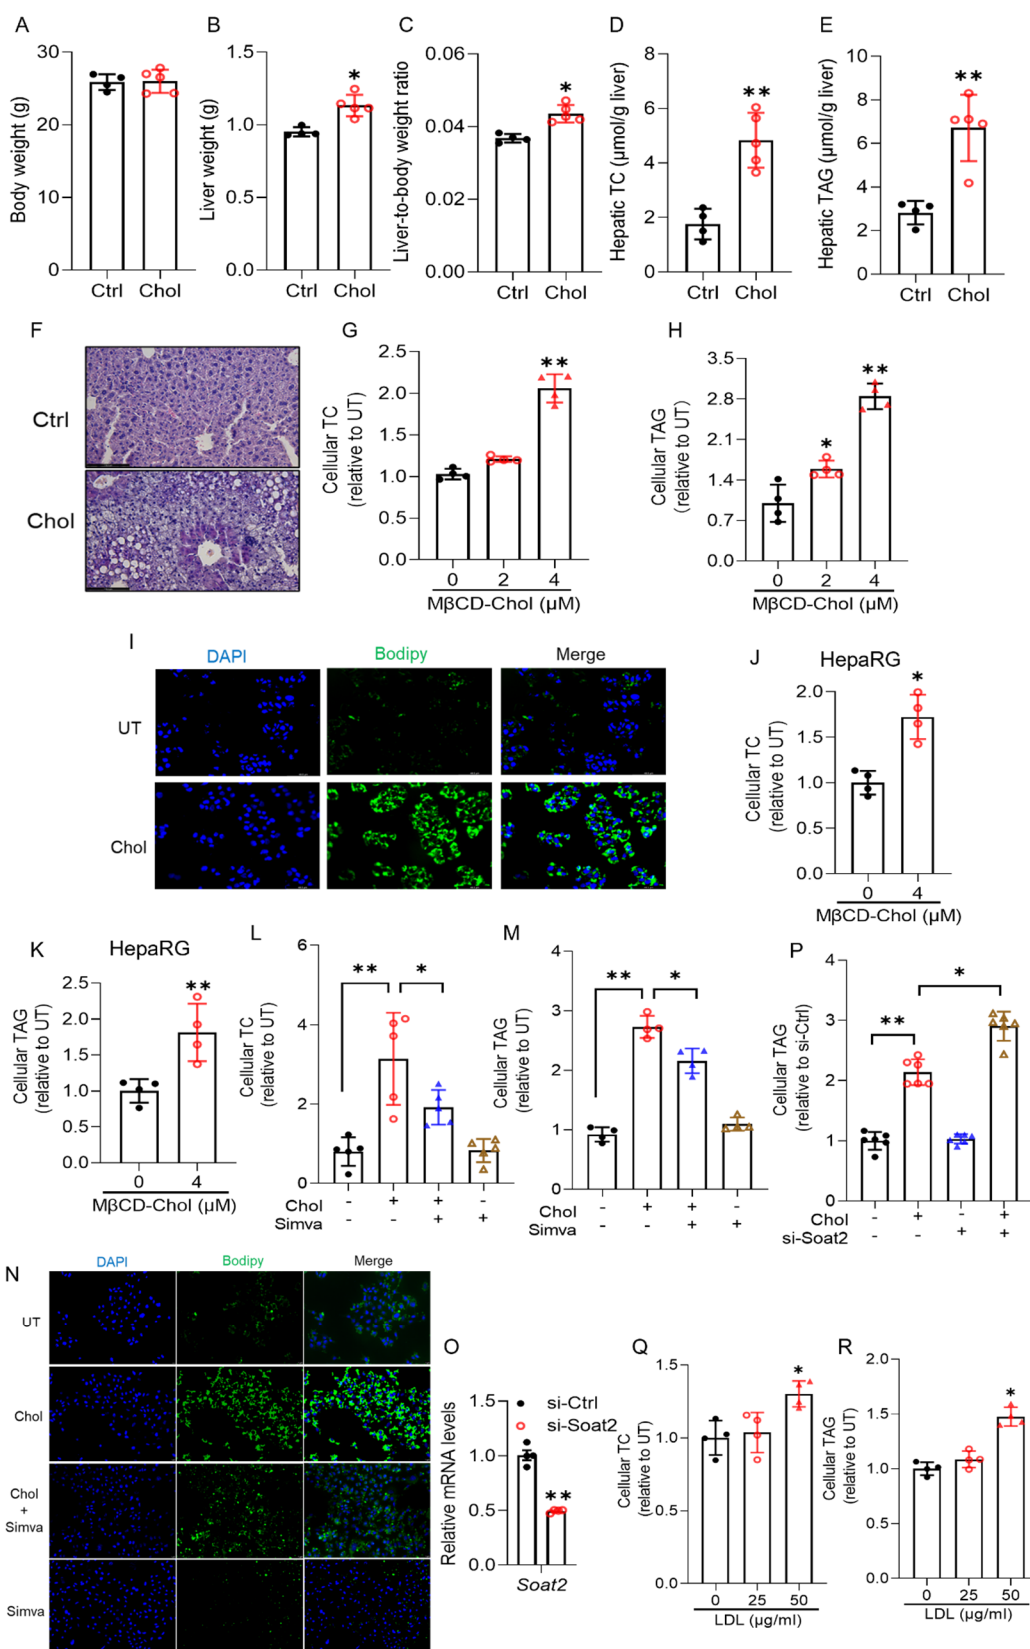 A
Body weight (g)
30
20
10
0
Ctrl Chol
B
Liver weight (g)
1.5
1.0
0.5
0.0
*
Ctrl Chol
C
Liver-to-body weight ratio
0.06
0.04
0.02
0.00
*
Ctrl Chol
D
Hepatic TC (μmol/g liver)
8
6
4
2
0
**
Ctrl Chol
E
Hepatic TAG (μmol/g liver)
10
8
6
4
2
0
**
Ctrl Chol
F
Ctrl
Chol
G
Cellular TC
(relative to UT)
2.5
2.0
1.5
1.0
0.5
0.0
**
0 2 4
MβCD-Chol (μM)
H
Cellular TAG
(relative to UT)
3.5
2.8
2.1
1.4
0.7
0.0
*
**
0 2 4
MβCD-Chol (μM)
I
DAPI Bodipy Merge
UT
Chol
J
HepaRG
Cellular TC
(relative to UT)
2.0
1.5
1.0
0.5
0.0
*
0 4
MβCD-Chol (μM)
K
HepaRG
Cellular TAG
(relative to UT)
2.5
2.0
1.5
1.0
0.5
0.0
**
0 4
MβCD-Chol (μM)
L
Cellular TC
(relative to UT)
6
4
2
0
** *
Chol - + + -
Simva - - + +
M
Cellular TAG
(relative to UT)
4
3
2
1
0
** *
Chol - + + -
Simva - - + +
P
Cellular TAG
(relative to si-Ctrl)
4
3
2
1
0
**
*
Chol - + - +
si-Soat2 - - + +
N
DAPI Bodipy Merge
UT
Chol
Chol
+
Simva
Simva
O
Relative mRNA levels
1.5
1.0
0.5
0.0
si-Ctrl
si-Soat2
**
Soat2
Q
Cellular TC
(relative to UT)
1.5
1.0
0.5
0.0
*
0 25 50
LDL (μg/ml)
R
Cellular TAG
(relative to UT)
2.0
1.5
1.0
0.5
0.0
*
0 25 50
LDL (μg/ml)